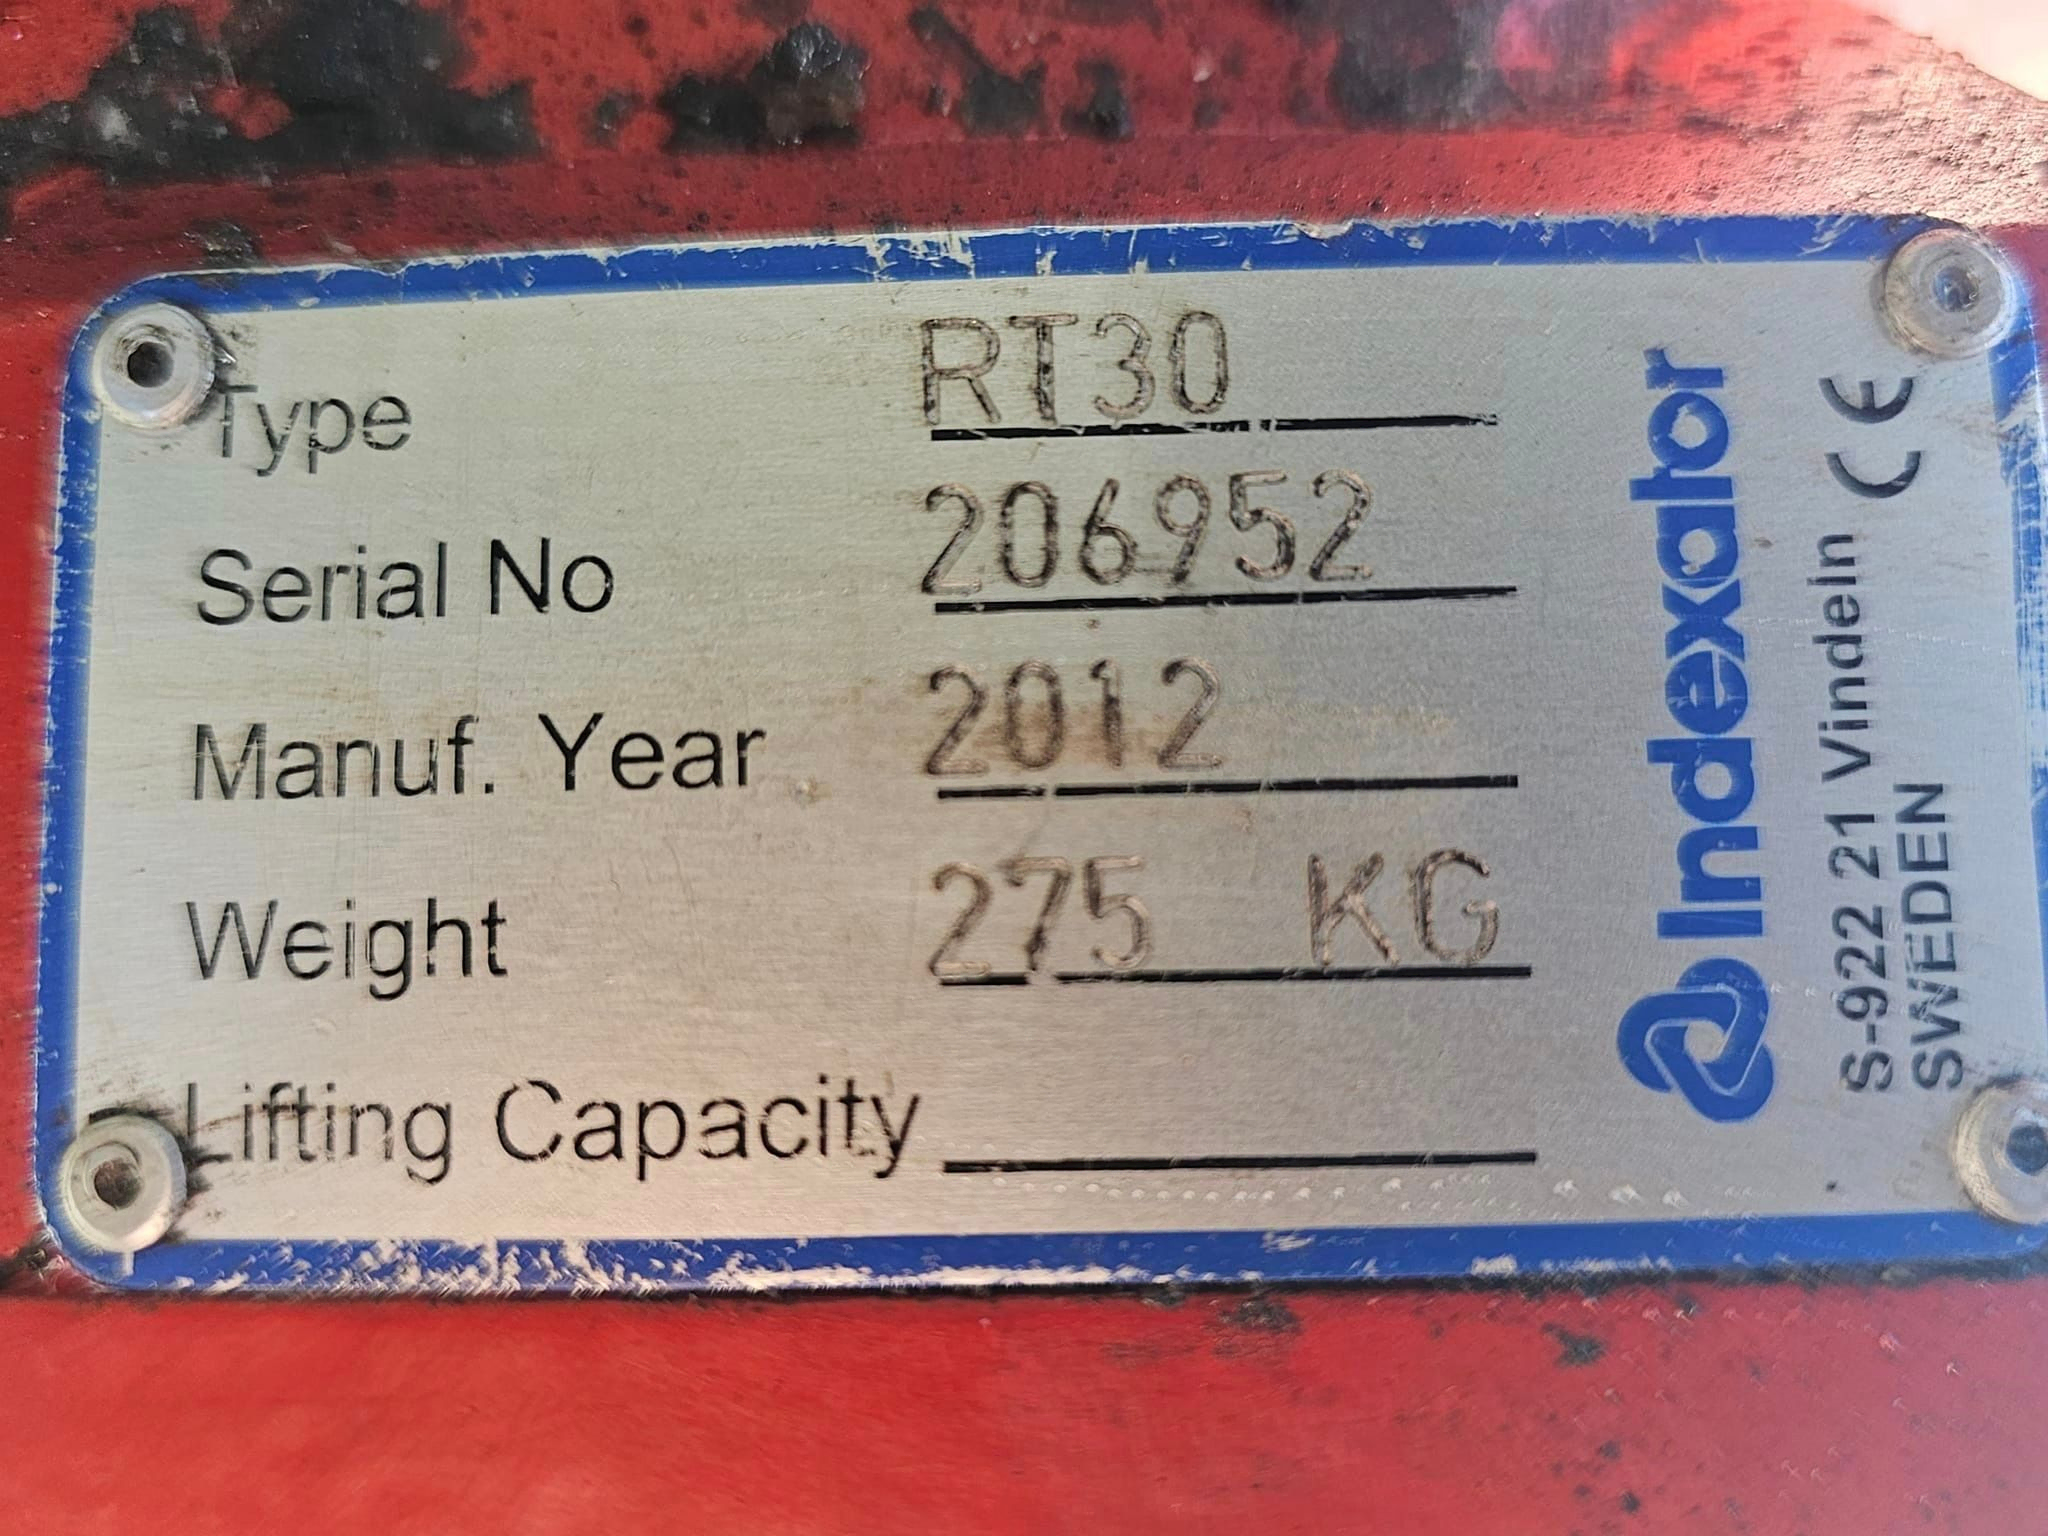 Type RT30
Serial No 206952
Manuf. Year 2012
Weight 275 KG
Lifting Capacity
Indexator
S-922 21 Vindeln CE
SWEDEN